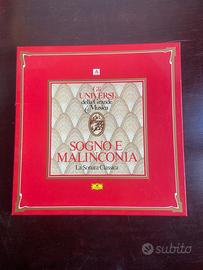 Gli
UNIVERSI
della Grande
Musica
SOGNO E
MALINCONIA
La Sonata Classica
subito